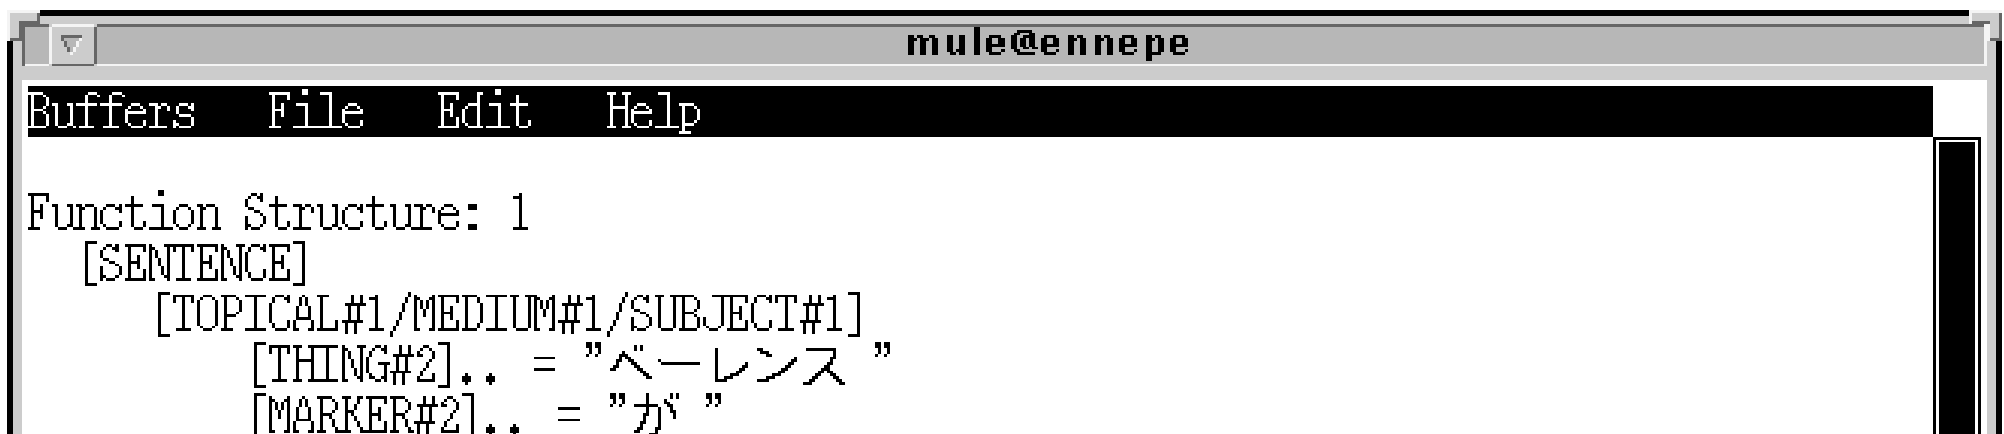 mule@ennepe
Buffers File Edit Help
Function Structure: 1
[SENTENCE]
[TOPICAL#1/MEDIUM#1/SUBJECT#1]
[THING#2].. = "ベーレンス "
[MARKER#2].. = "が "